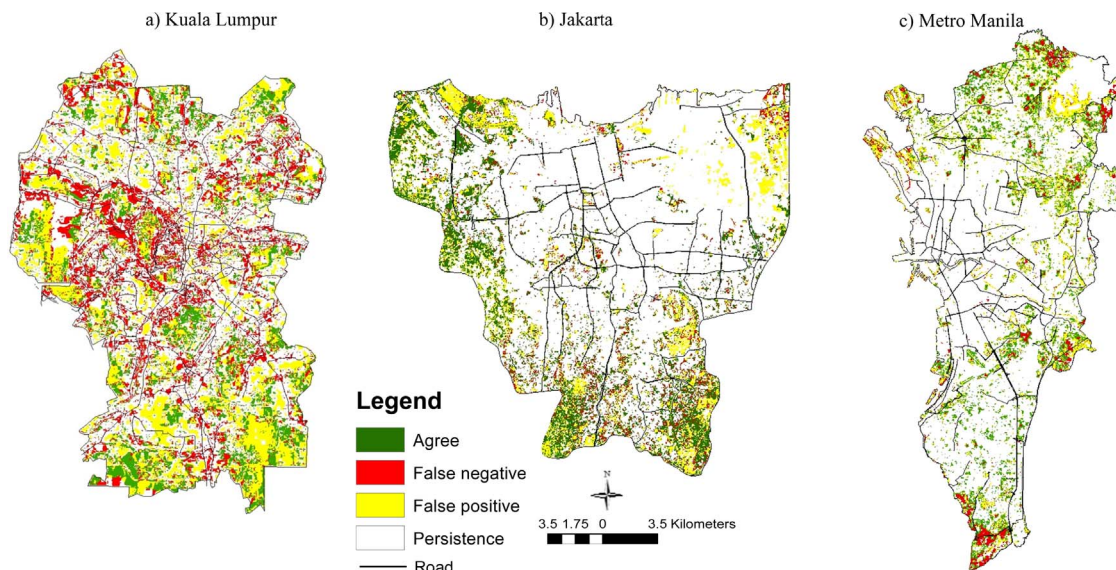 a) Kuala Lumpur
b) Jakarta
c) Metro Manila
Legend
Agree
False negative
False positive
Persistence
Road
N
3.5 1.75 0 3.5 Kilometers